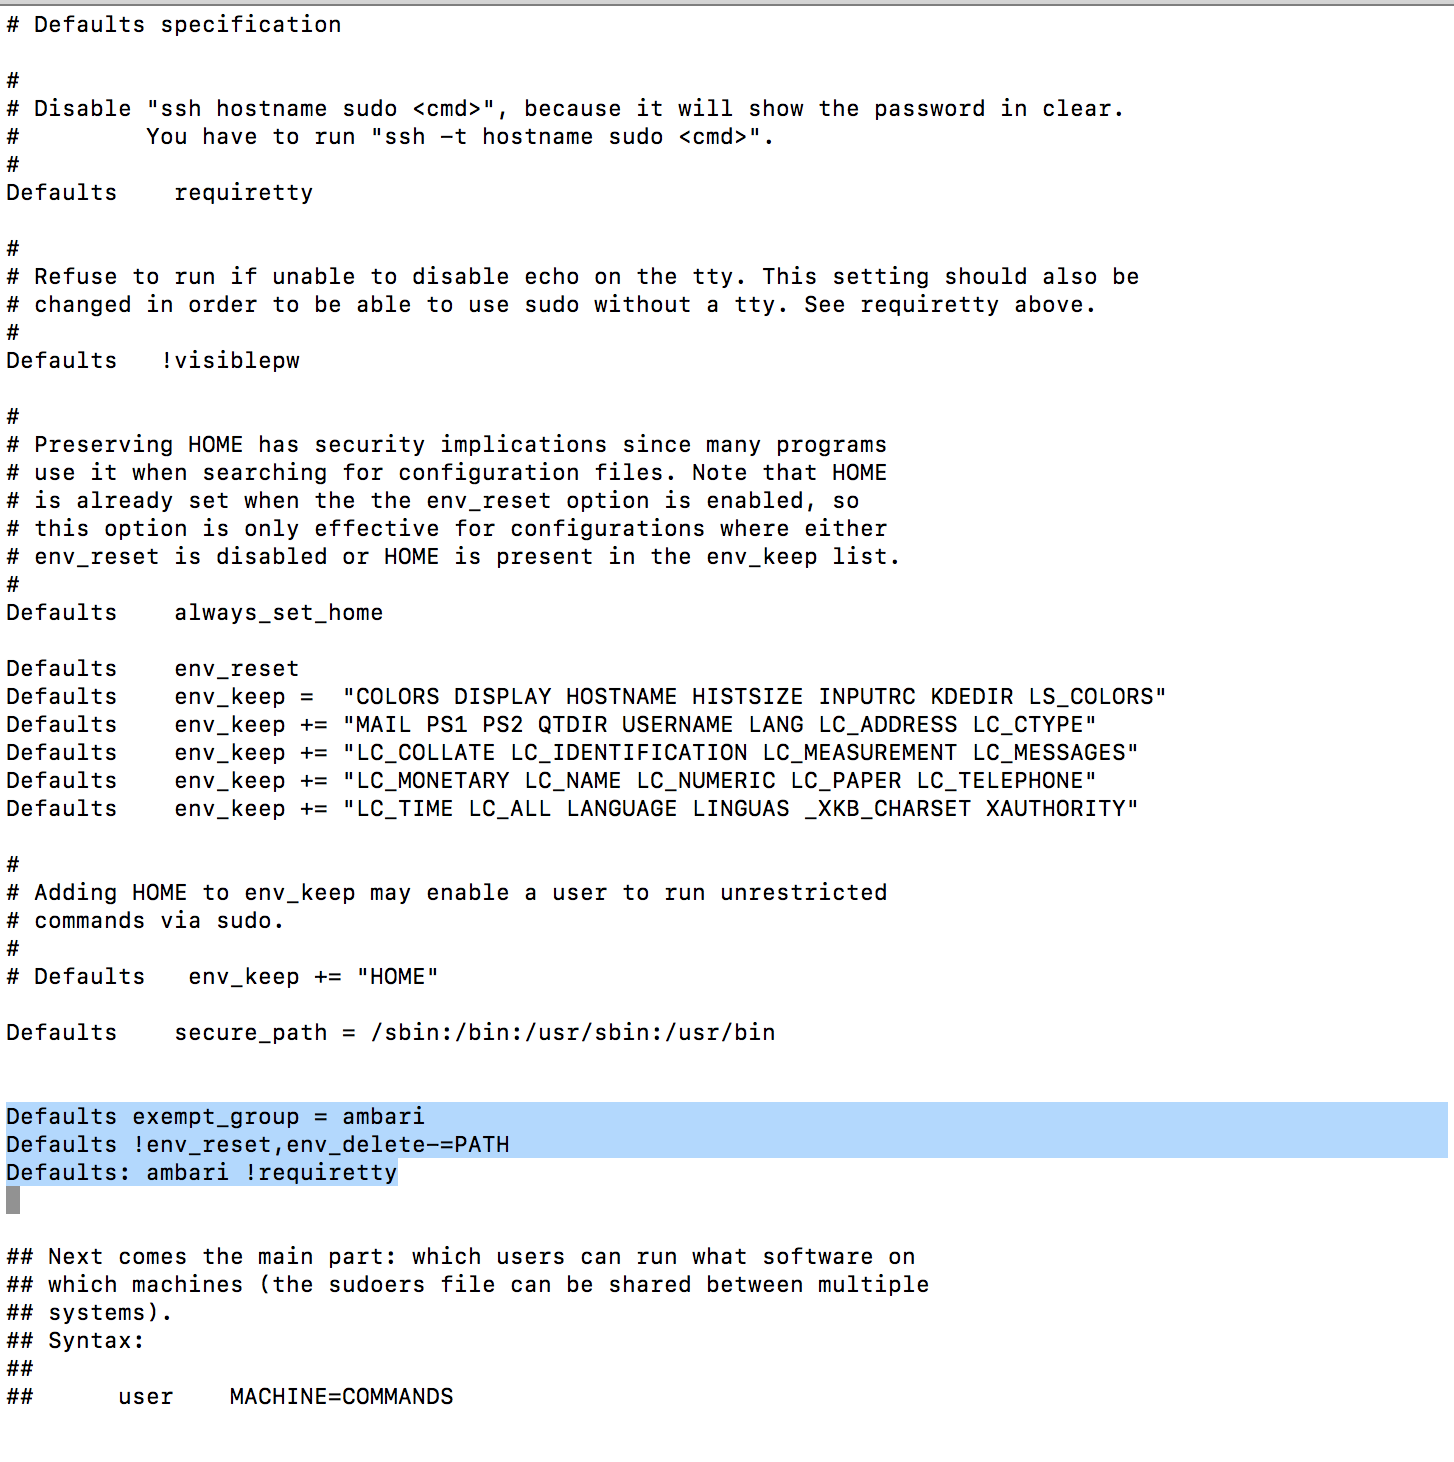 # Defaults specification
#
# Disable "ssh hostname sudo <cmd>", because it will show the password in clear.
#         You have to run "ssh -t hostname sudo <cmd>".
#
Defaults    requiretty
#
# Refuse to run if unable to disable echo on the tty. This setting should also be
# changed in order to be able to use sudo without a tty. See requiretty above.
#
Defaults   !visiblepw
#
# Preserving HOME has security implications since many programs
# use it when searching for configuration files. Note that HOME
# is already set when the the env_reset option is enabled, so
# this option is only effective for configurations where either
# env_reset is disabled or HOME is present in the env_keep list.
#
Defaults    always_set_home
Defaults    env_reset
Defaults    env_keep =  "COLORS DISPLAY HOSTNAME HISTSIZE INPUTRC KDEDIR LS_COLORS"
Defaults    env_keep += "MAIL PS1 PS2 QTDIR USERNAME LANG LC_ADDRESS LC_CTYPE"
Defaults    env_keep += "LC_COLLATE LC_IDENTIFICATION LC_MEASUREMENT LC_MESSAGES"
Defaults    env_keep += "LC_MONETARY LC_NAME LC_NUMERIC LC_PAPER LC_TELEPHONE"
Defaults    env_keep += "LC_TIME LC_ALL LANGUAGE LINGUAS _XKB_CHARSET XAUTHORITY"
#
# Adding HOME to env_keep may enable a user to run unrestricted
# commands via sudo.
#
# Defaults   env_keep += "HOME"
Defaults    secure_path = /sbin:/bin:/usr/sbin:/usr/bin
Defaults exempt_group = ambari
Defaults !env_reset,env_delete-=PATH
Defaults: ambari !requiretty
## Next comes the main part: which users can run what software on
## which machines (the sudoers file can be shared between multiple
## systems).
## Syntax:
##
##      user    MACHINE=COMMANDS